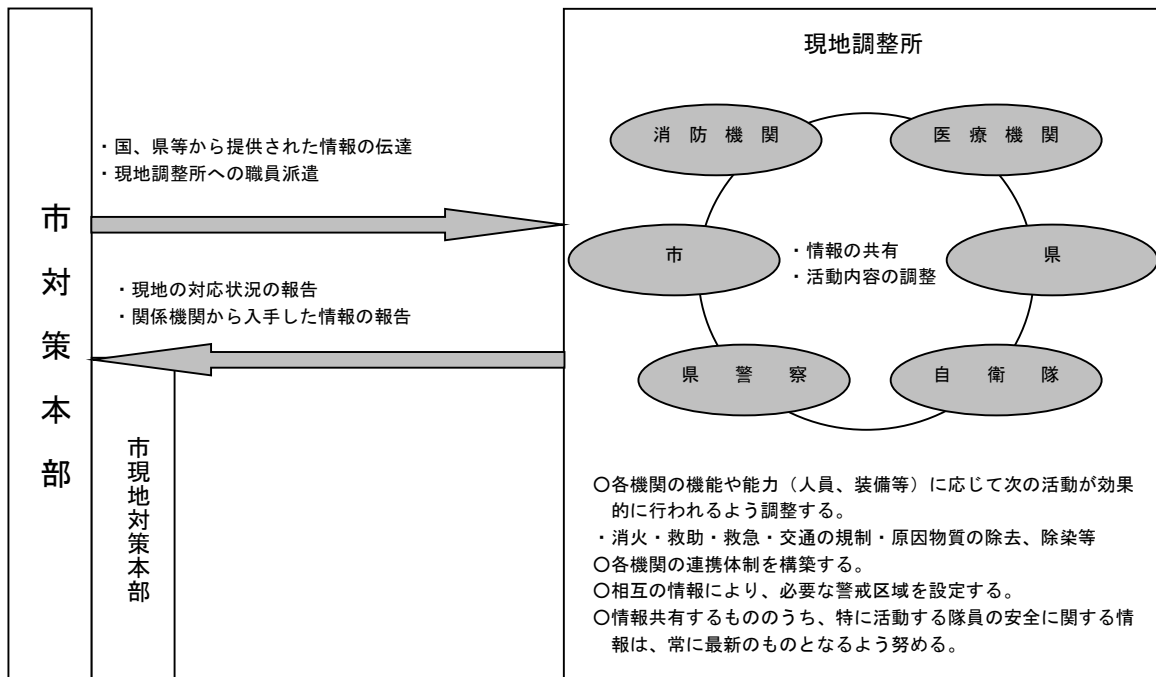 市対策本部
・国、県等から提供された情報の伝達
・現地調整所への職員派遣
・現地の対応状況の報告
・関係機関から入手した情報の報告
市現地対策本部
現地調整所
消防機関
医療機関
市
・情報の共有
・活動内容の調整
県
県警察
自衛隊
○各機関の機能や能力（人員、装備等）に応じて次の活動が効果
的に行われるよう調整する。
・消火・救助・救急・交通の規制・原因物質の除去、除染等
○各機関の連携体制を構築する。
○相互の情報により、必要な警戒区域を設定する。
○情報共有するもののうち、特に活動する隊員の安全に関する情
報は、常に最新のものとなるよう努める。